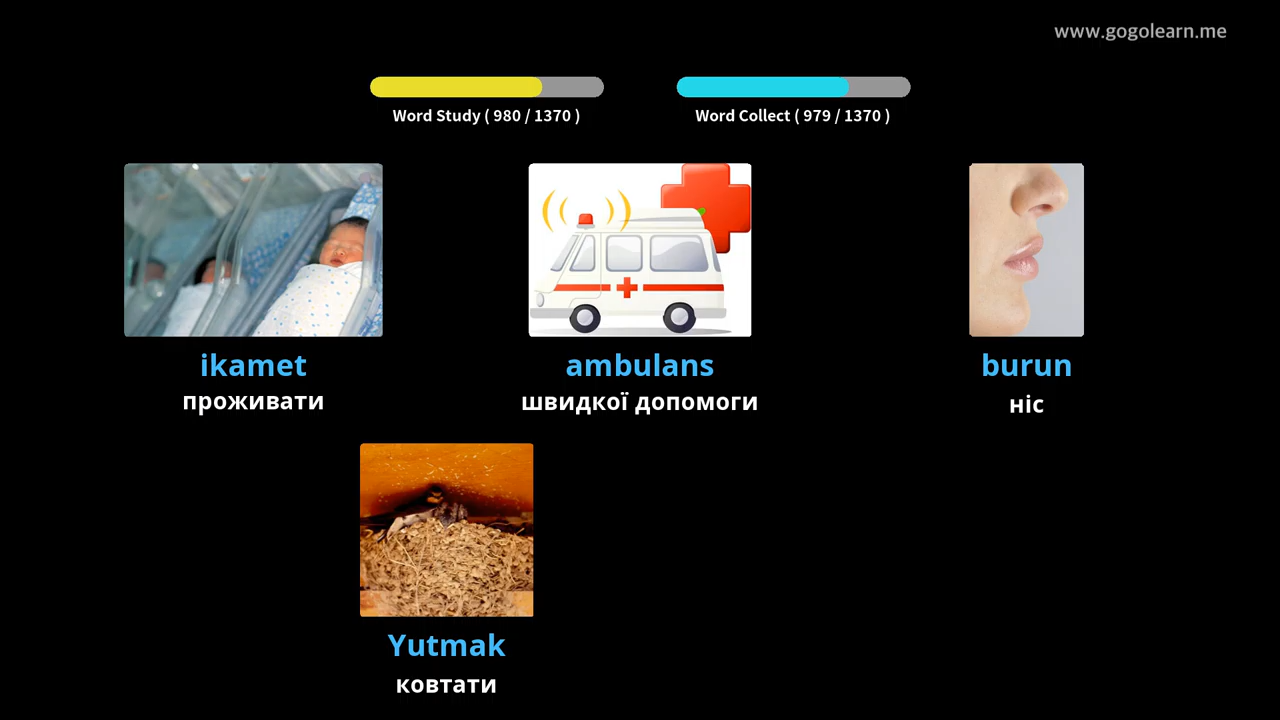 www.gogolearn.me
Word Study ( 980 / 1370 )
Word Collect ( 979 / 1370 )
ikamet
проживати
ambulans
швидкої допомоги
burun
ніс
Yutmak
ковтати